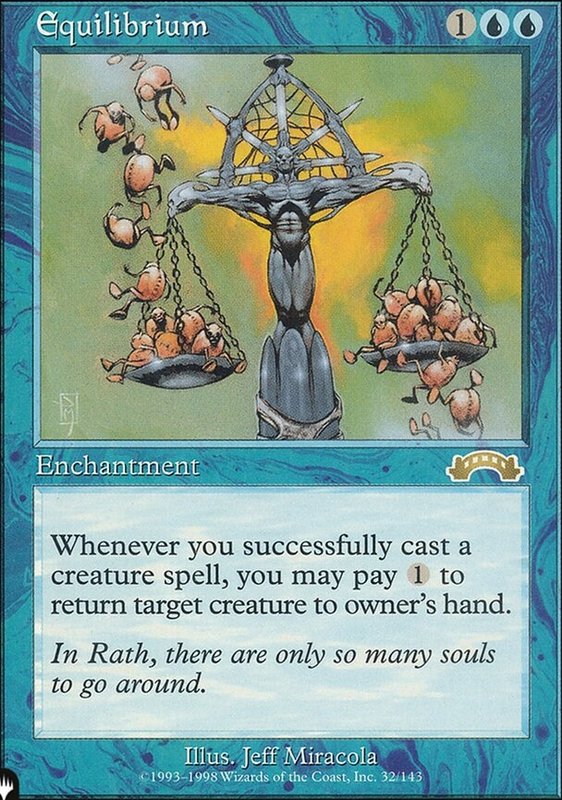 Equilibrium 1
Enchantment
Whenever you successfully cast a
creature spell, you may pay 1 to
return target creature to owner's hand.
In Rath, there are only so many souls
to go around.
Illus. Jeff Miracola
©1993–1998 Wizards of the Coast, Inc. 32/143